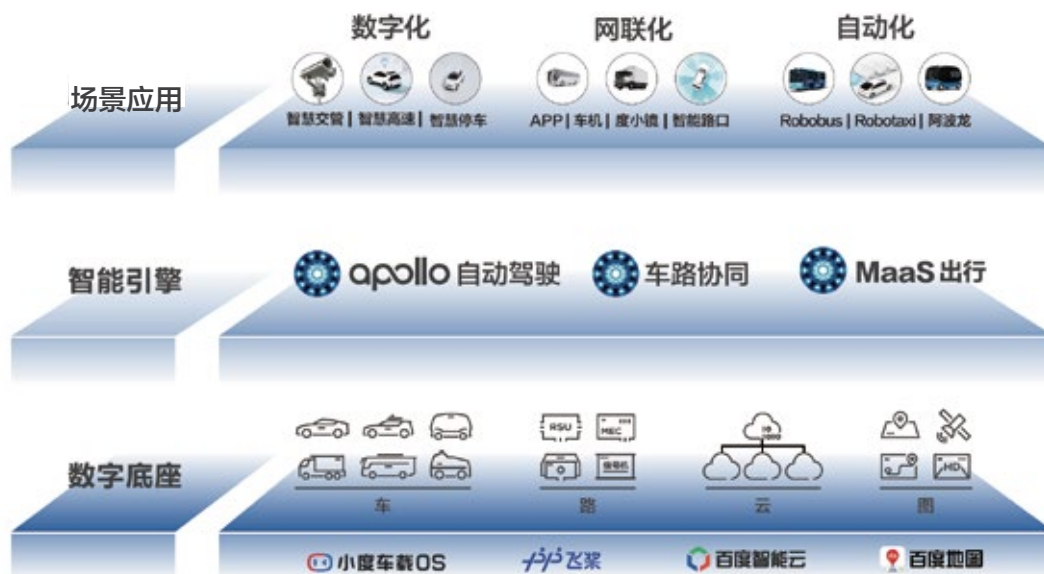 数字化 网联化 自动化
场景应用
智慧交管 | 智慧高速 | 智慧停车 APP | 车机 | 度小镜 | 智能路口 Robobus | Robotaxi | 阿波龙
智能引擎 apollo 自动驾驶 车路协同 MaaS 出行
RSU MEC
信号机 HD
数字底座
车 路 云 图
小度车载OS 飞桨 百度智能云 百度地图